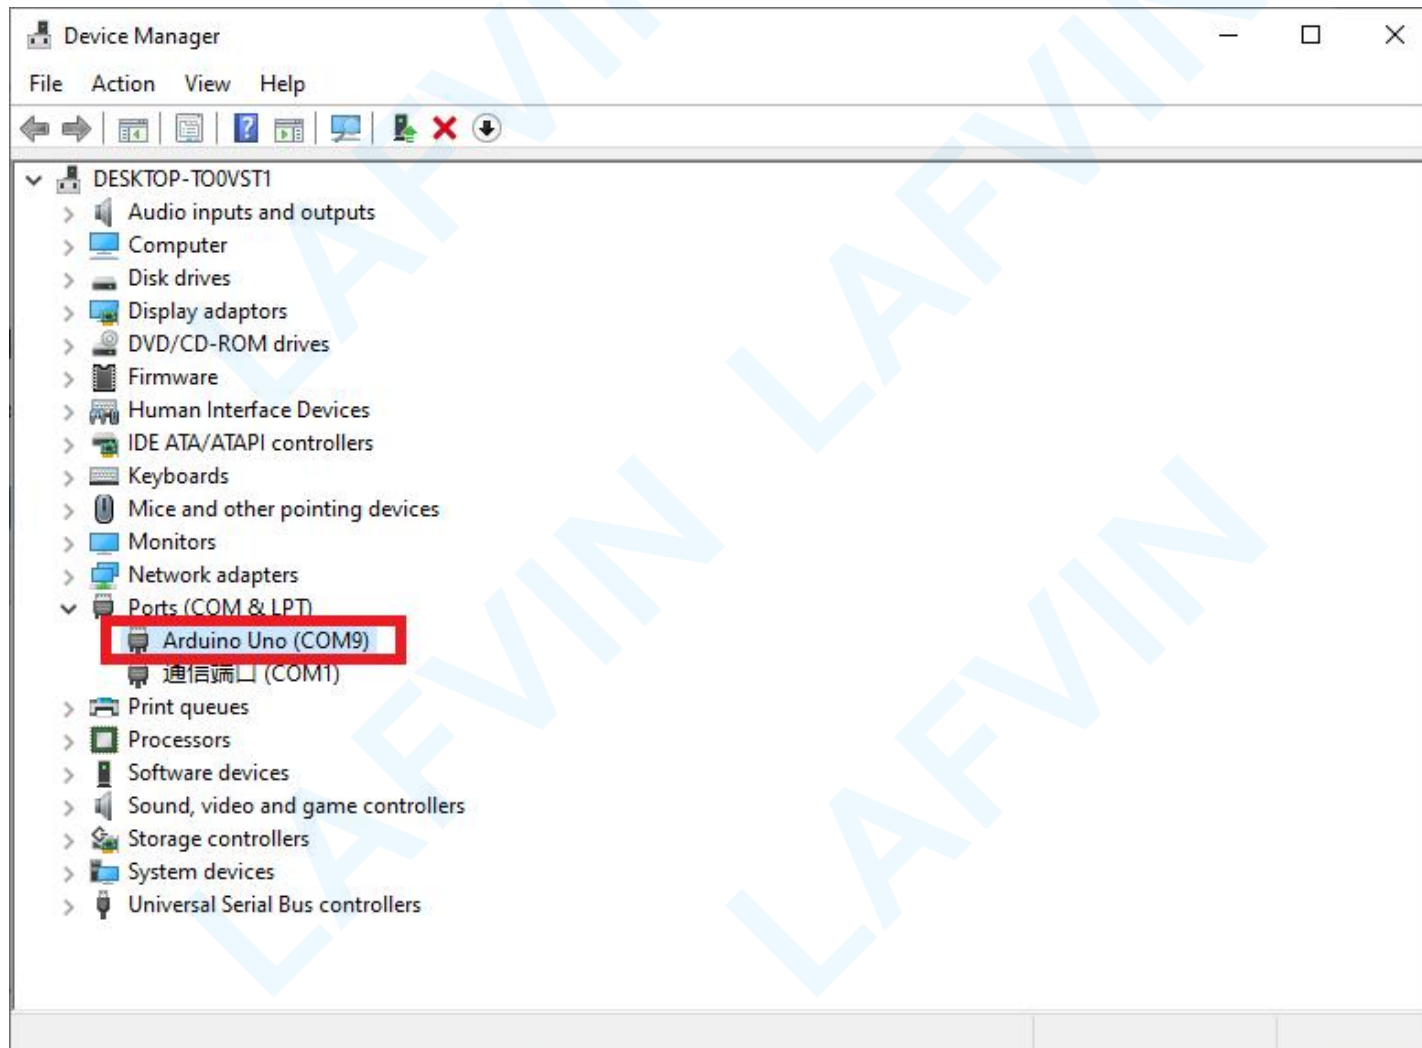 Device Manager
File Action View Help
DESKTOP-TO0VST1
Audio inputs and outputs
Computer
Disk drives
Display adaptors
DVD/CD-ROM drives
Firmware
Human Interface Devices
IDE ATA/ATAPI controllers
Keyboards
Mice and other pointing devices
Monitors
Network adapters
Ports (COM & LPT)
Arduino Uno (COM9)
通信端口 (COM1)
Print queues
Processors
Software devices
Sound, video and game controllers
Storage controllers
System devices
Universal Serial Bus controllers
LAFVIN
LAFVIN
LAFVIN
LAFVIN